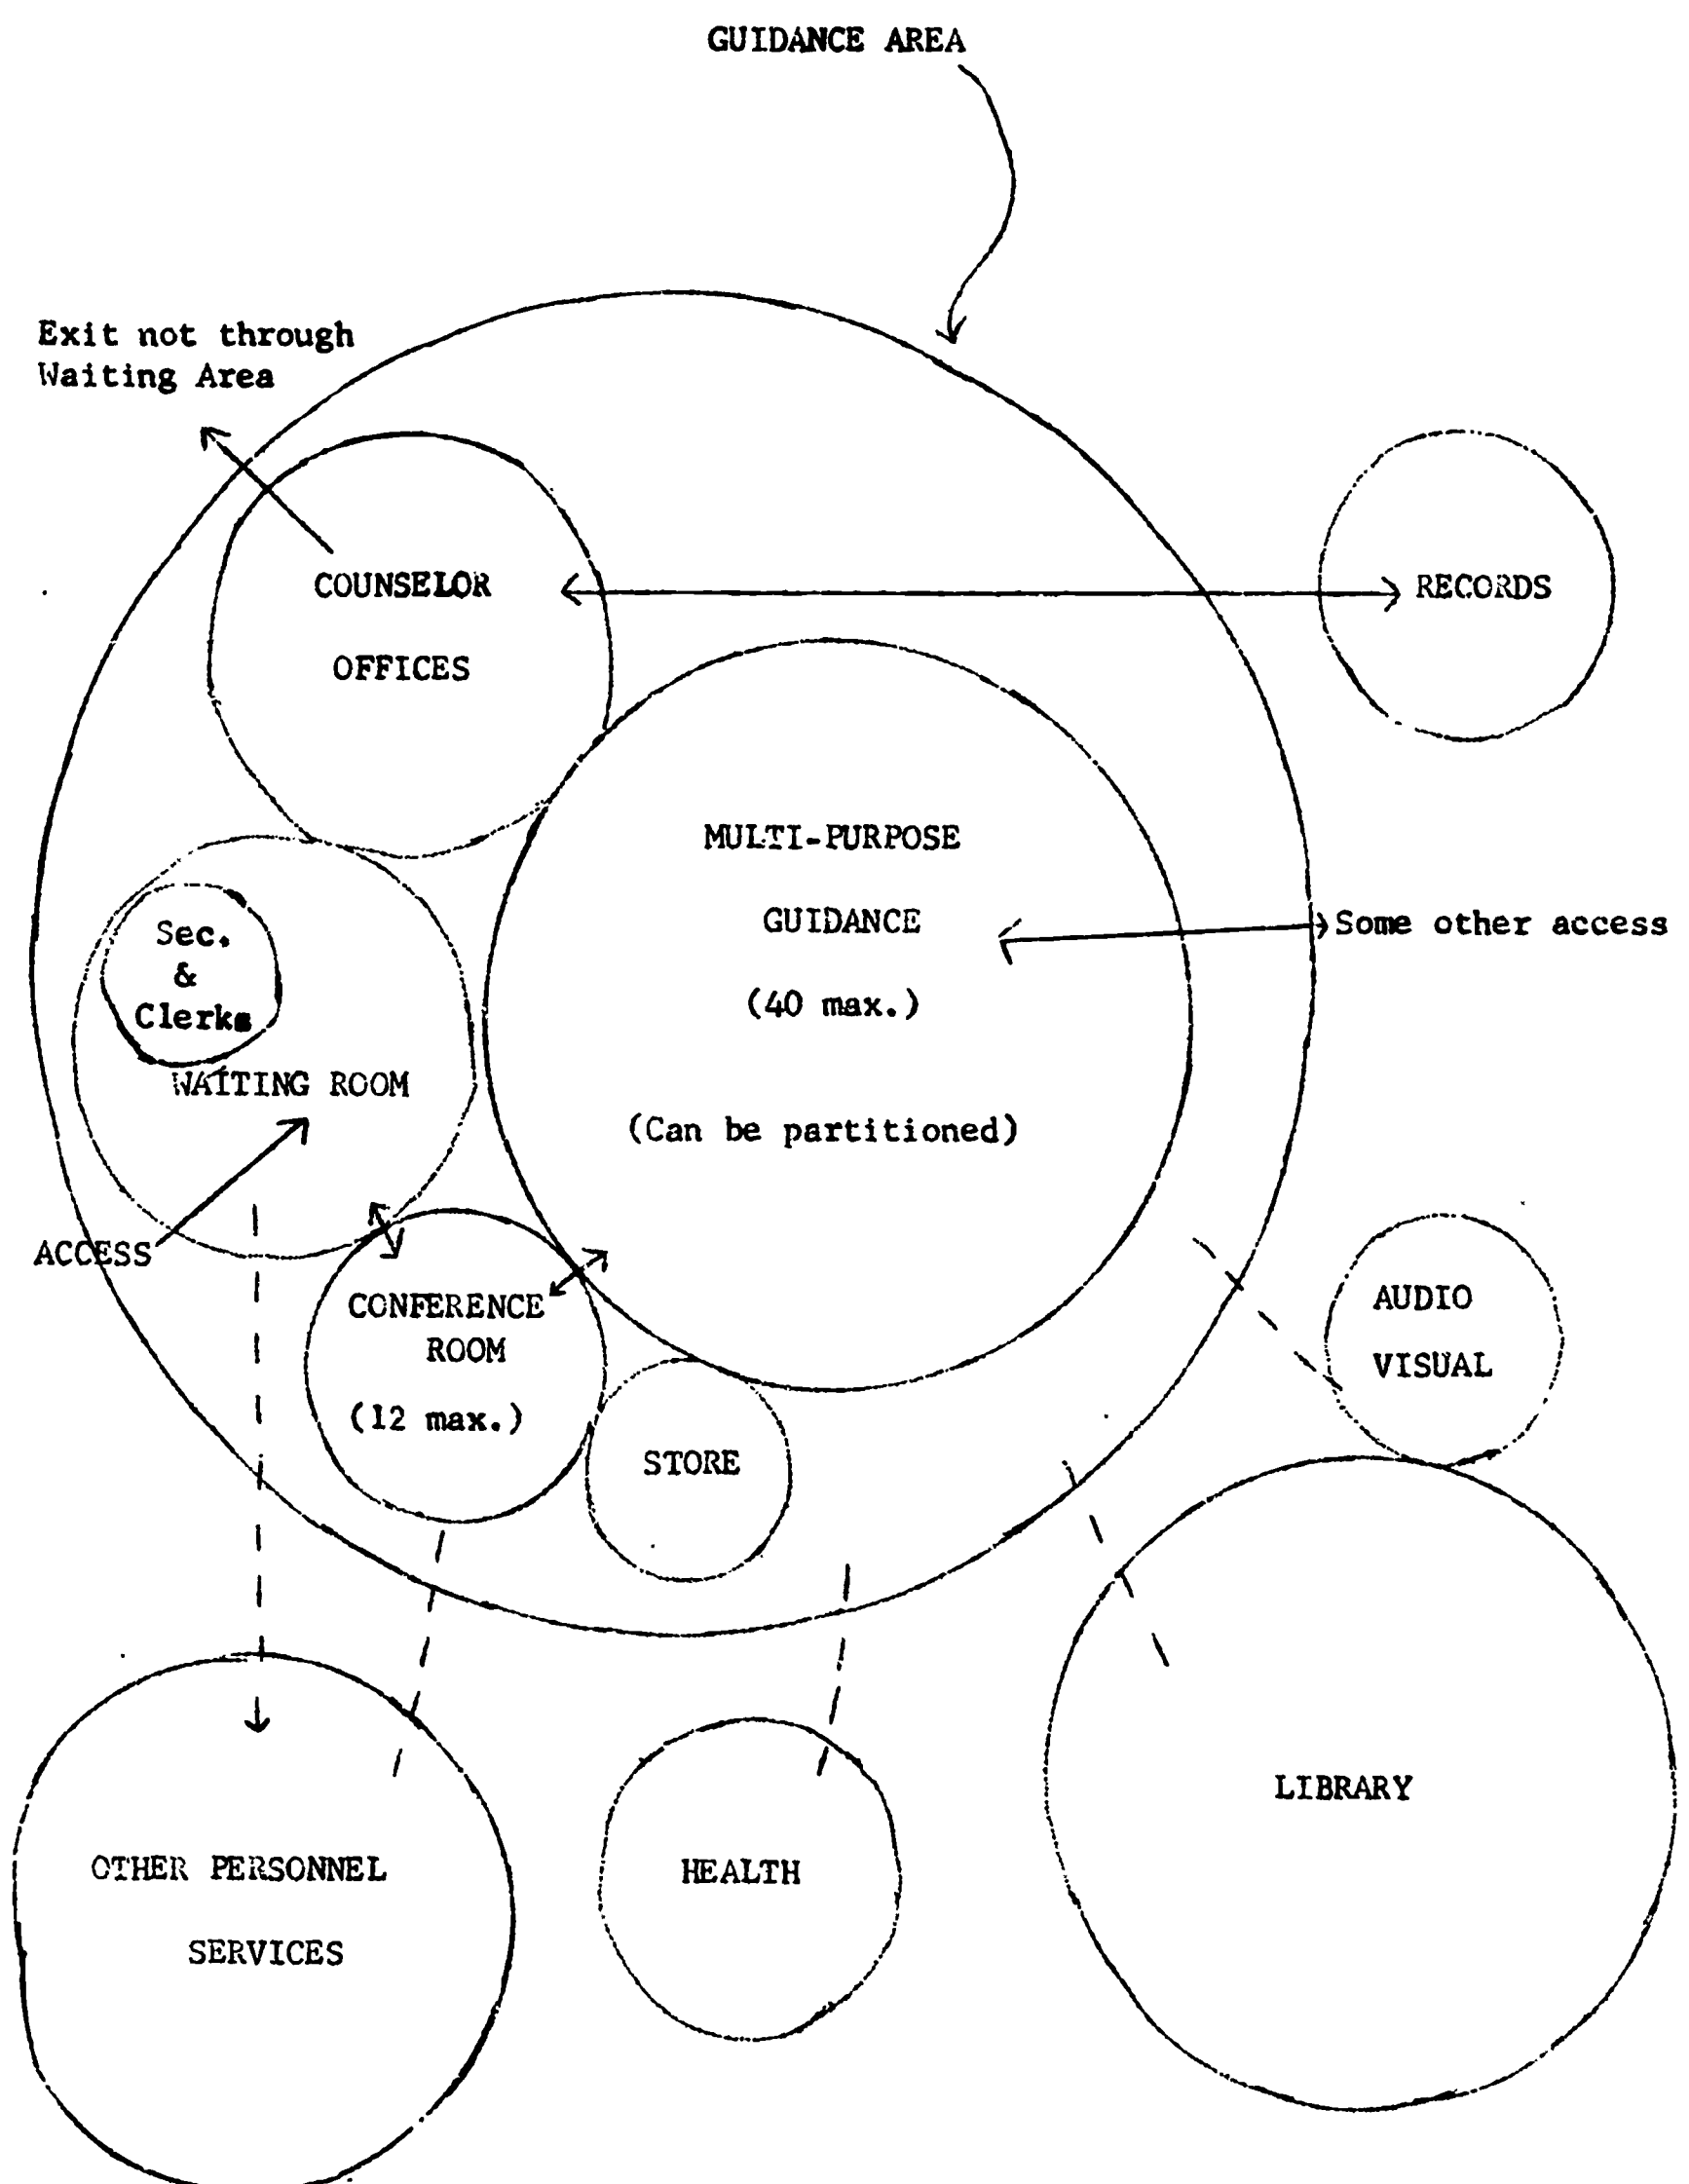 GUIDANCE AREA
Exit not through
Waiting Area
COUNSELOR
OFFICES
RECORDS
MULTI-PURPOSE
GUIDANCE
(40 max.)
(Can be partitioned)
Some other access
Sec.
&
Clerks
WAITING ROOM
ACCESS
CONFERENCE
ROOM
(12 max.)
STORE
AUDIO
VISUAL
LIBRARY
OTHER PERSONNEL
SERVICES
HEALTH